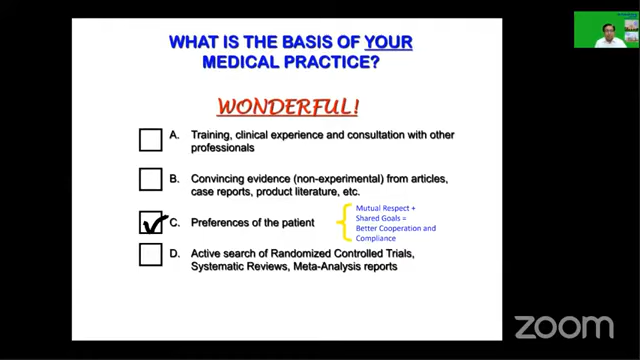 WHAT IS THE BASIS OF YOUR
MEDICAL PRACTICE?
WONDERFUL!
A. Training, clinical experience and consultation with other
professionals
B. Convincing evidence (non-experimental) from articles,
case reports, product literature, etc.
C. Preferences of the patient
Mutual Respect +
Shared Goals =
Better Cooperation and
Compliance
D. Active search of Randomized Controlled Trials,
Systematic Reviews, Meta-Analysis reports
zoom